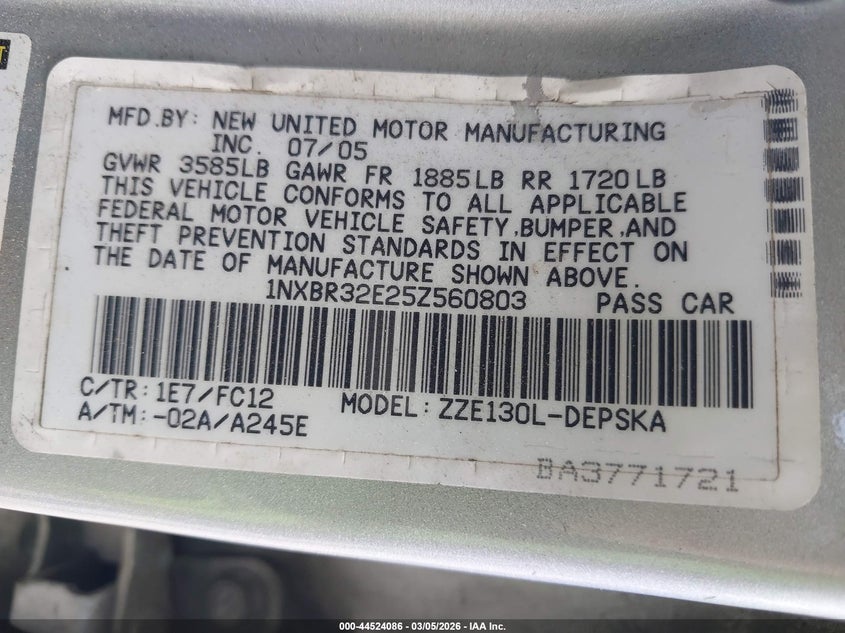 MFD.BY: NEW UNITED MOTOR MANUFACTURING
INC. 07/05
GVWR 3585LB GAWR FR 1885LB RR 1720LB
THIS VEHICLE CONFORMS TO ALL APPLICABLE
FEDERAL MOTOR VEHICLE SAFETY,BUMPER,AND
THEFT PREVENTION STANDARDS IN EFFECT ON
THE DATE OF MANUFACTURE SHOWN ABOVE.
1NXBR32E25Z560803 PASS CAR
C/TR:1E7/FC12
A/TM:-02A/A245E
MODEL:ZZE130L-DEPSKA
BA3771721
000-44524086 - 03/05/2026 - IAA Inc.